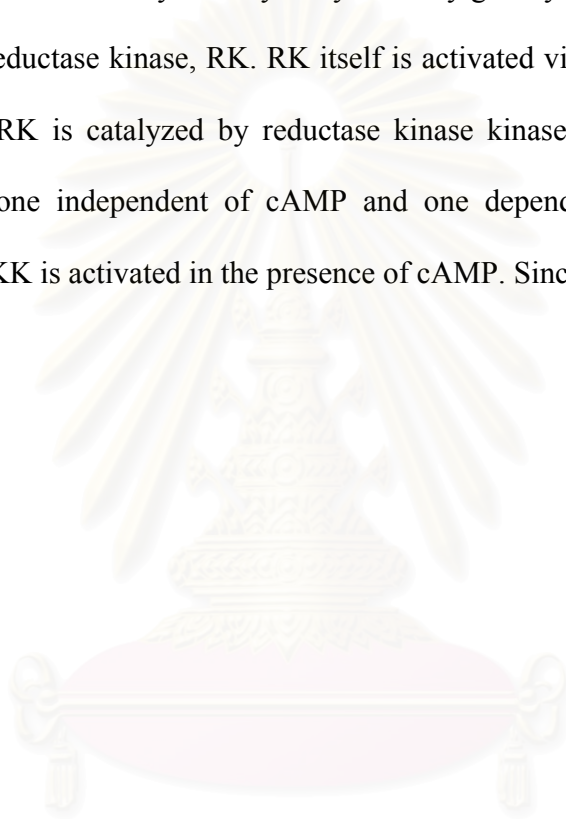 eductase kinase, RK. RK itself is activated vi
RK is catalyzed by reductase kinase kinase
one independent of cAMP and one depend
KK is activated in the presence of cAMP. Sinc